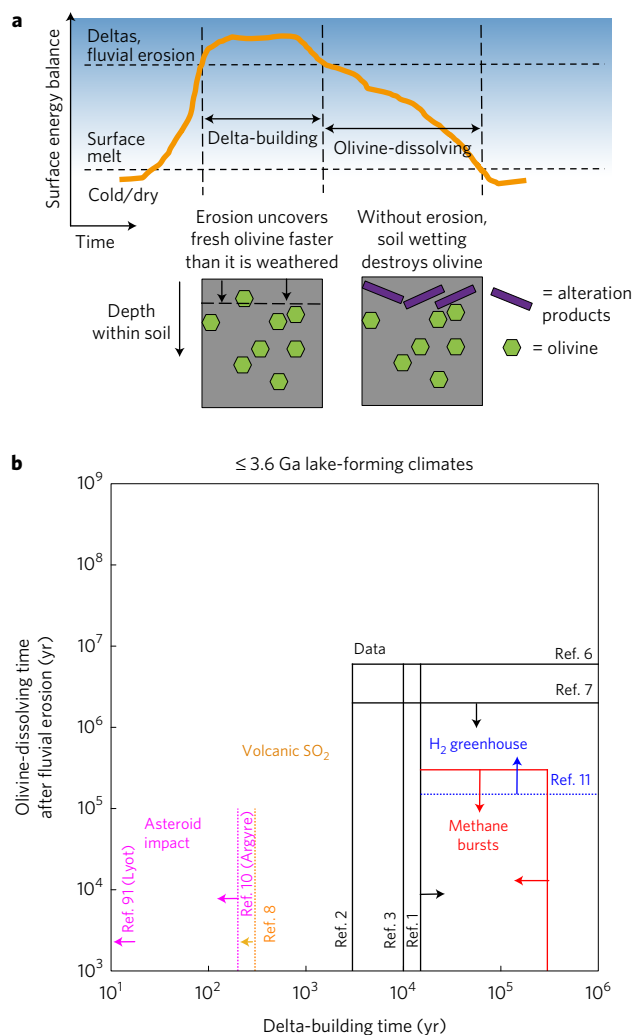 a
Surface energy balance
Deltas,
fluvial erosion
Surface
melt
Cold/dry
Delta-building
Olivine-dissolving
Time
Erosion uncovers
fresh olivine faster
than it is weathered
Without erosion,
soil wetting
destroys olivine
Depth
within soil
= alteration
products
= olivine
b
≤ 3.6 Ga lake-forming climates
Olivine-dissolving time
after fluvial erosion (yr)
10⁹
10⁸
10⁷
10⁶
10⁵
10⁴
10³
Data
Ref. 6
Ref. 7
H₂ greenhouse
Ref. 11
Methane
bursts
Volcanic SO₂
Asteroid
impact
Ref. 91 (Lyot)
Ref. 10 (Argyre)
Ref. 8
Ref. 2
Ref. 3
Ref. 1
10¹ 10² 10³ 10⁴ 10⁵ 10⁶
Delta-building time (yr)